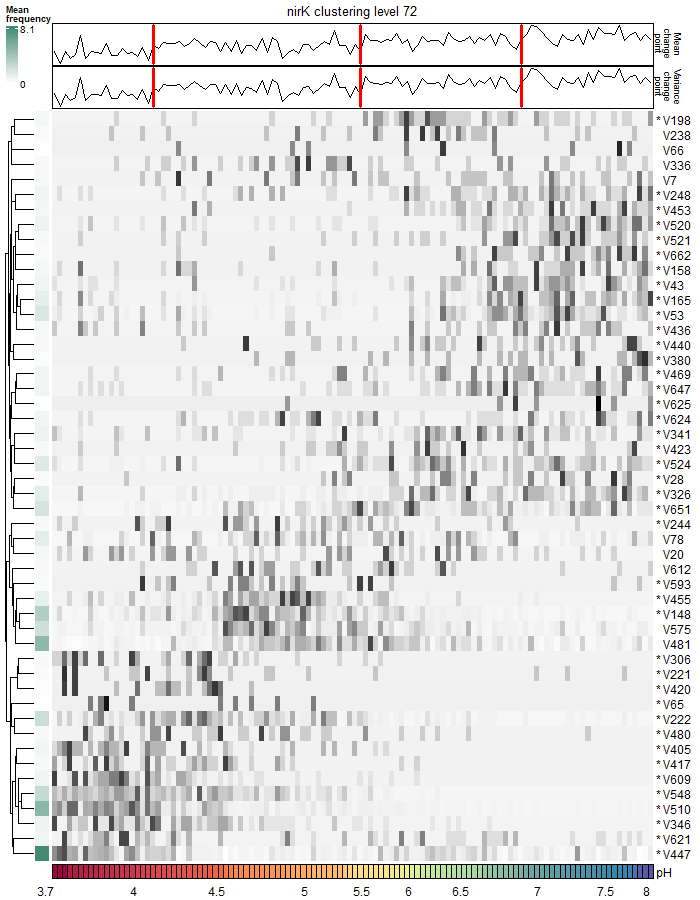 Mean
frequency
8.1
0
nirK clustering level 72
Mean
change
point
Variance
change
point
* V198
V238
V66
V336
V7
* V248
* V453
* V520
* V521
* V662
* V158
* V43
* V165
* V53
* V436
* V440
* V380
* V469
* V647
* V625
* V624
* V341
* V423
* V524
* V28
* V326
* V651
* V244
V78
V20
V612
* V593
* V455
* V148
V575
V481
* V306
* V221
* V420
* V65
* V222
* V480
* V405
* V417
* V609
* V548
* V510
* V346
* V621
* V447
pH
3.7 4 4.5 5 5.5 6 6.5 7 7.5 8